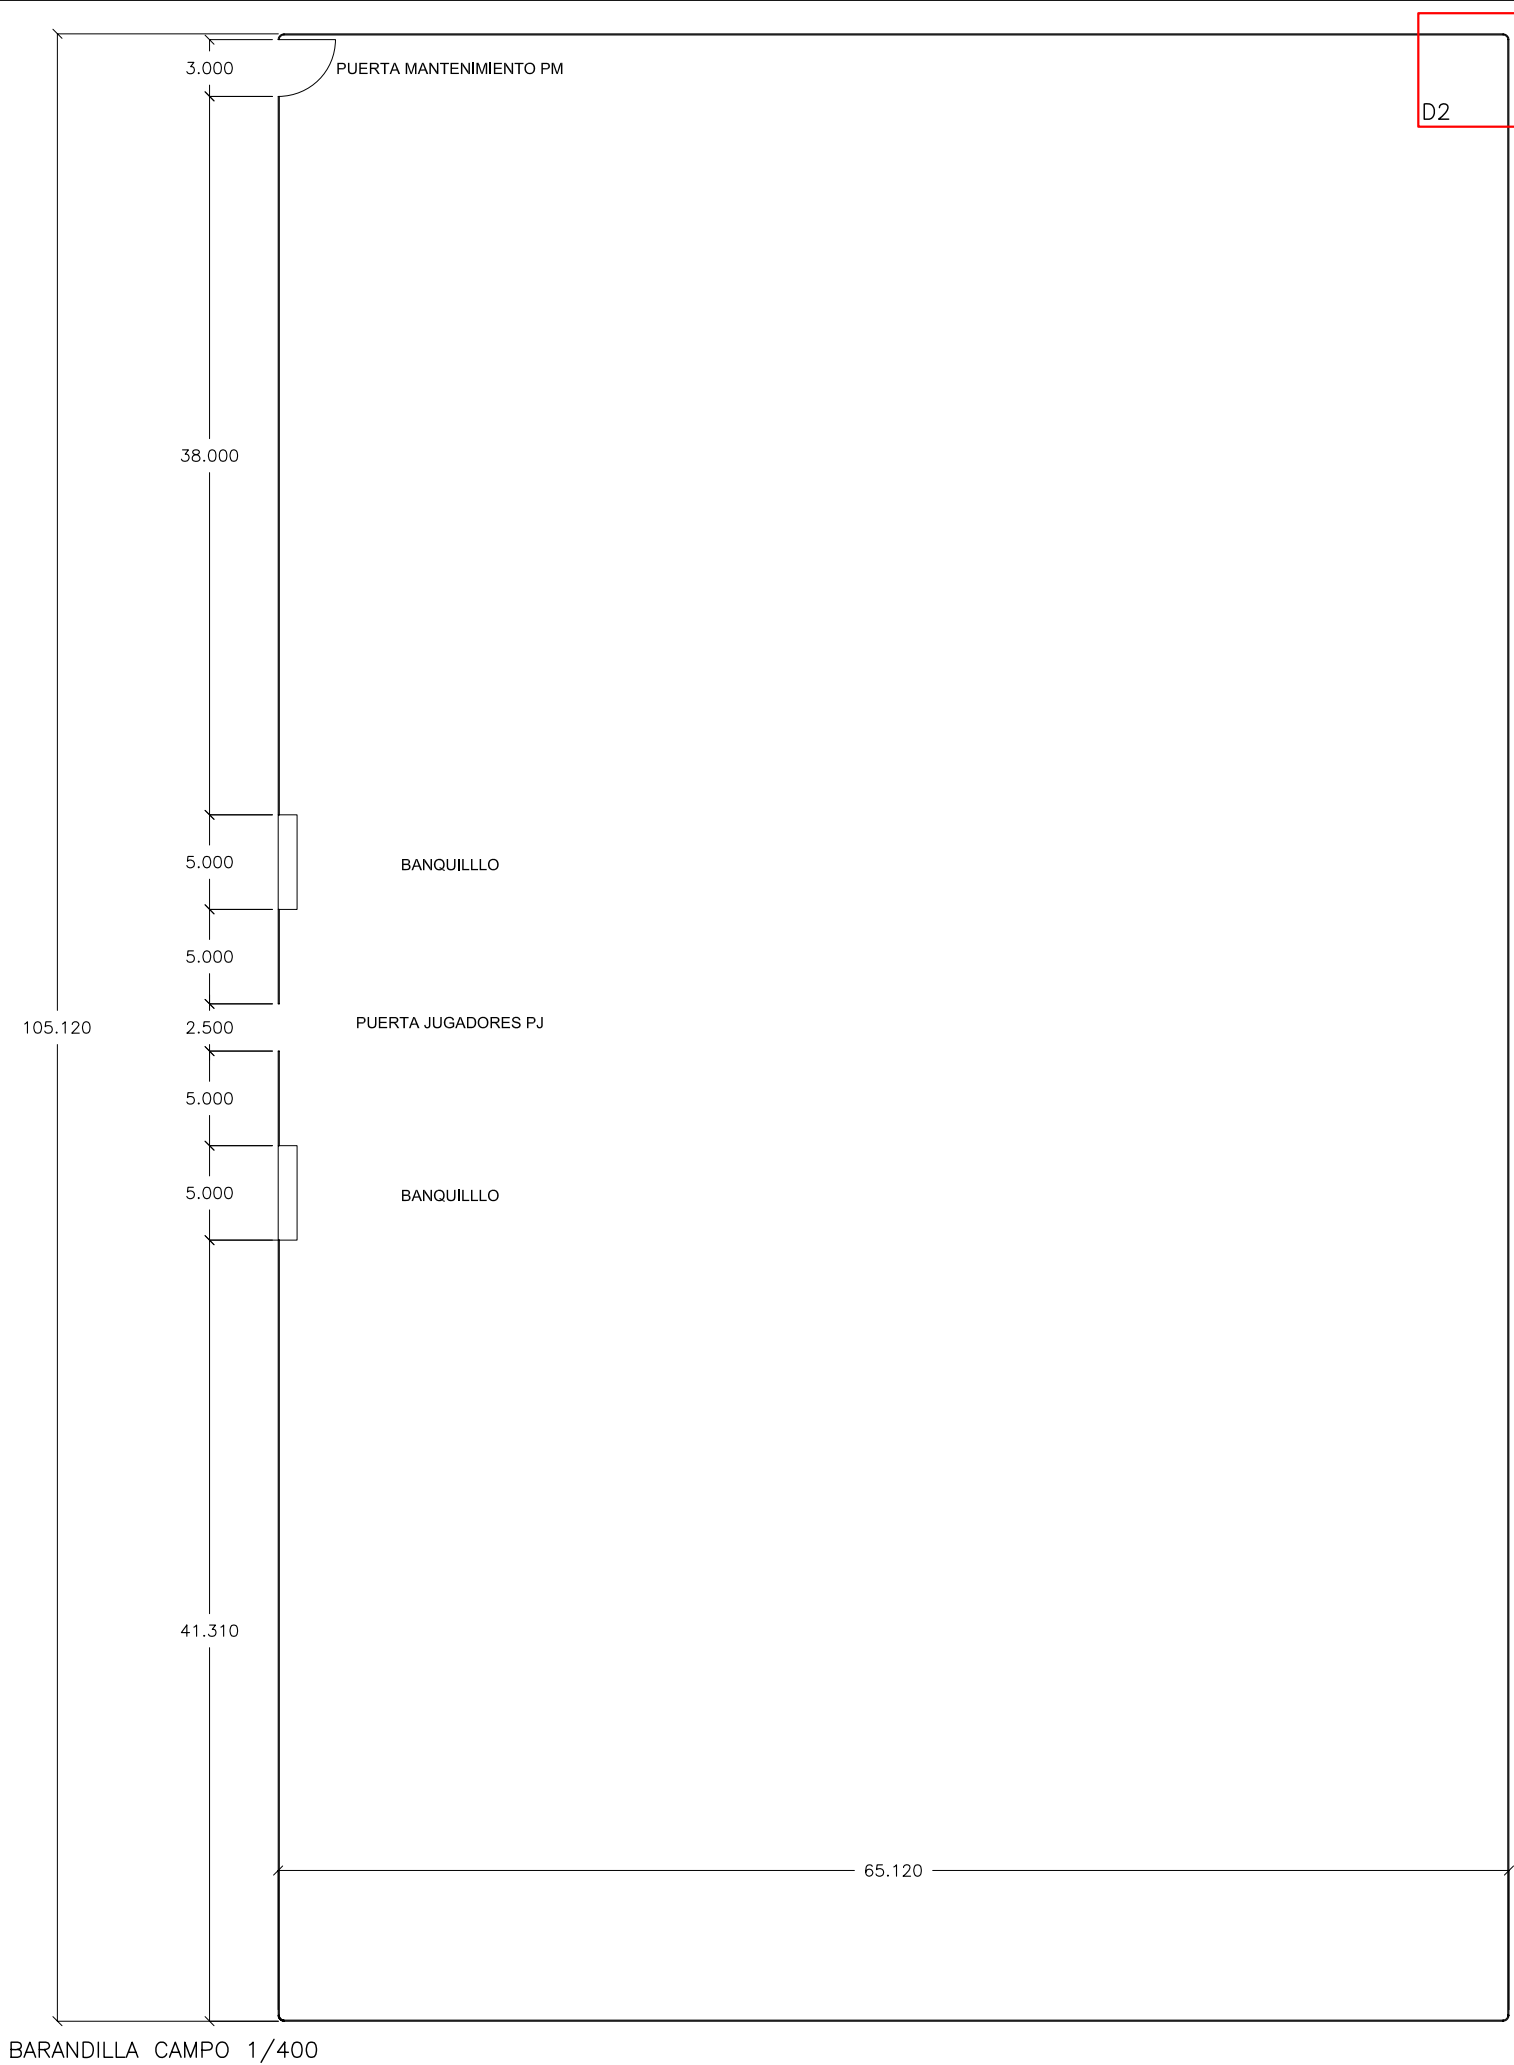 3.000
PUERTA MANTENIMIENTO PM
D2
38.000
5.000
BANQUILLLO
5.000
105.120
2.500
PUERTA JUGADORES PJ
5.000
5.000
BANQUILLLO
41.310
65.120
BARANDILLA CAMPO 1/400